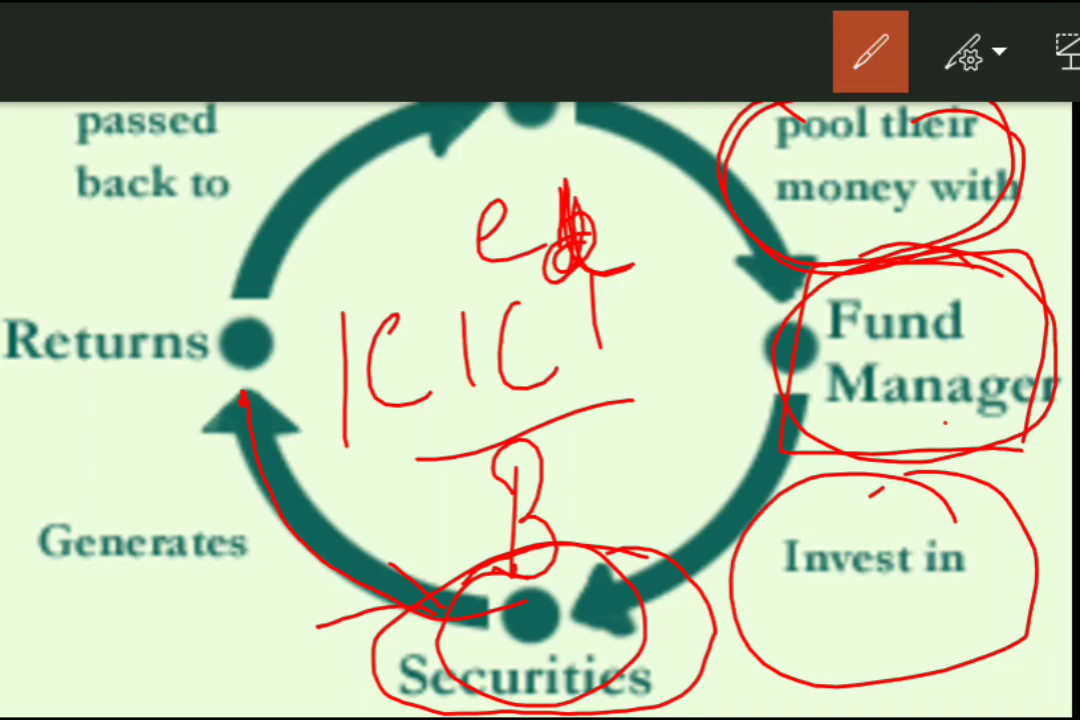 passed
back to
pool their
money with
Returns
Fund
Manager
ICICI
B
Generates
Invest in
Securities